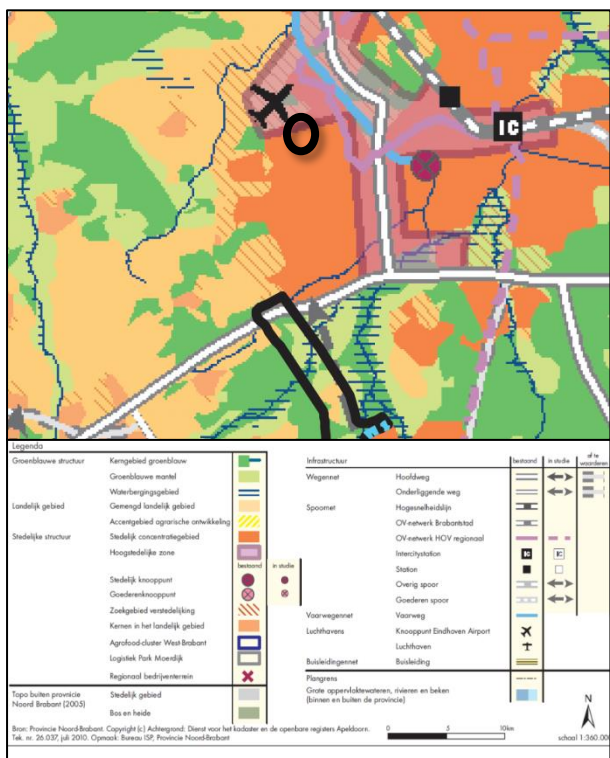 IC
Legenda
Groenblauwe structuur
Kerngebied groenblauw
Groenblauwe mantel
Waterbergingsgebied
Landelijk gebied
Gemengd landelijk gebied
Accentgebied agrarische ontwikkeling
Stedelijke structuur
Stedelijk concentratiegebied
Hoogstedelijke zone
bestaand in studie
Stedelijk knooppunt
Goederenknooppunt
Zoekgebied verstedelijking
Kernen in het landelijk gebied
Agrofood-cluster West-Brabant
Logistiek Park Moerdijk
Regionaal bedrijventerrein
Topo buiten provnicie
Noord Brabant (2005)
Stedelijk gebied
Bos en heide
Infrastructuur
bestaand in studie af te
waarderen
Wegennet
Hoofdweg
Onderliggende weg
Spoornet
Hogesnelheidslijn
OV-netwerk Brabantstad
OV-netwerk HOV regionaal
Intercitystation
IC IC
Station
Overig spoor
Goederen spoor
Vaarwegennet
Vaarweg
Luchthavens
Knooppunt Eindhoven Airport
Luchthaven
Buisleidingennet
Buisleiding
Plangrens
Grote oppervlaktewateren, rivieren en beken
(binnen en buiten de provincie)
N
0 5 10km
schaal 1:360.000
Bron: Provincie Noord-Brabant. Copyright (c) Achtergrond: Dienst voor het kadaster en de openbare registers Apeldoorn.
Tek. nr. 26.037, juli 2010. Opmaak: Bureau ISP, Provincie Noord-Brabant